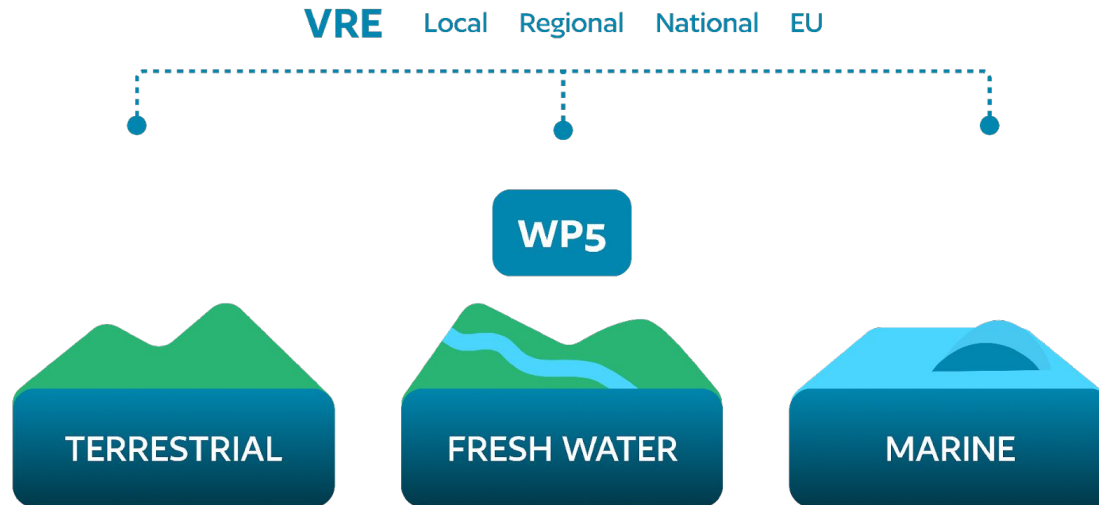 VRE Local Regional National EU
WP5
TERRESTRIAL
FRESH WATER
MARINE